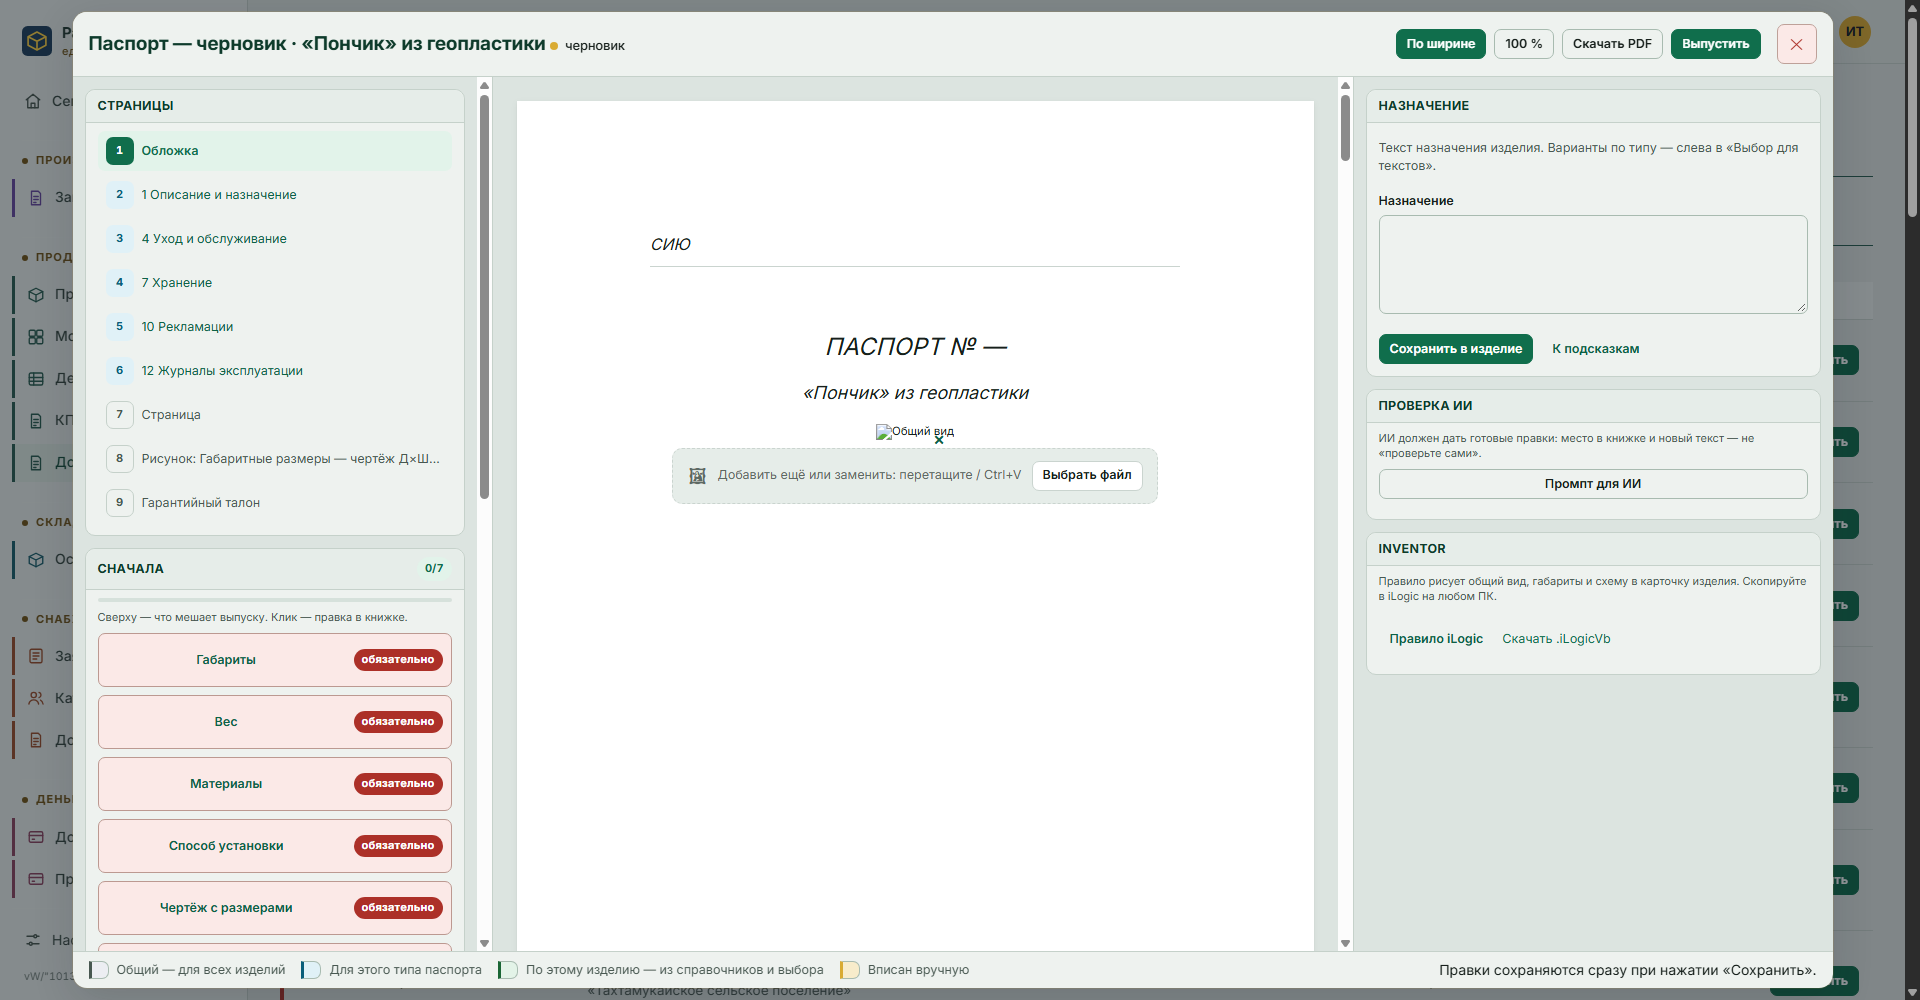 Паспорт — черновик · «Пончик» из геопластики
черновик
По ширине
100 %
Скачать PDF
Выпустить
ИТ
СТРАНИЦЫ
1 Обложка
2 1 Описание и назначение
3 4 Уход и обслуживание
4 7 Хранение
5 10 Рекламации
6 12 Журналы эксплуатации
7 Страница
8 Рисунок: Габаритные размеры — чертёж Д×Ш...
9 Гарантийный талон
СНАЧАЛА
0/7
Сверху — что мешает выпуску. Клик — правка в книжке.
Габариты обязательно
Вес обязательно
Материалы обязательно
Способ установки обязательно
Чертёж с размерами обязательно
СИЮ
ПАСПОРТ № —
«Пончик» из геопластики
Общий вид
Добавить ещё или заменить: перетащите / Ctrl+V
Выбрать файл
НАЗНАЧЕНИЕ
Текст назначения изделия. Варианты по типу — слева в «Выбор для
текстов».
Назначение
Сохранить в изделие
К подсказкам
ПРОВЕРКА ИИ
ИИ должен дать готовые правки: место в книжке и новый текст — не
«проверьте сами».
Промпт для ИИ
INVENTOR
Правило рисует общий вид, габариты и схему в карточку изделия. Скопируйте
в iLogic на любом ПК.
Правило iLogic
Скачать .iLogicVb
Общий — для всех изделий
Для этого типа паспорта
По этому изделию — из справочников и выбора
Вписан вручную
Правки сохраняются сразу при нажатии «Сохранить».